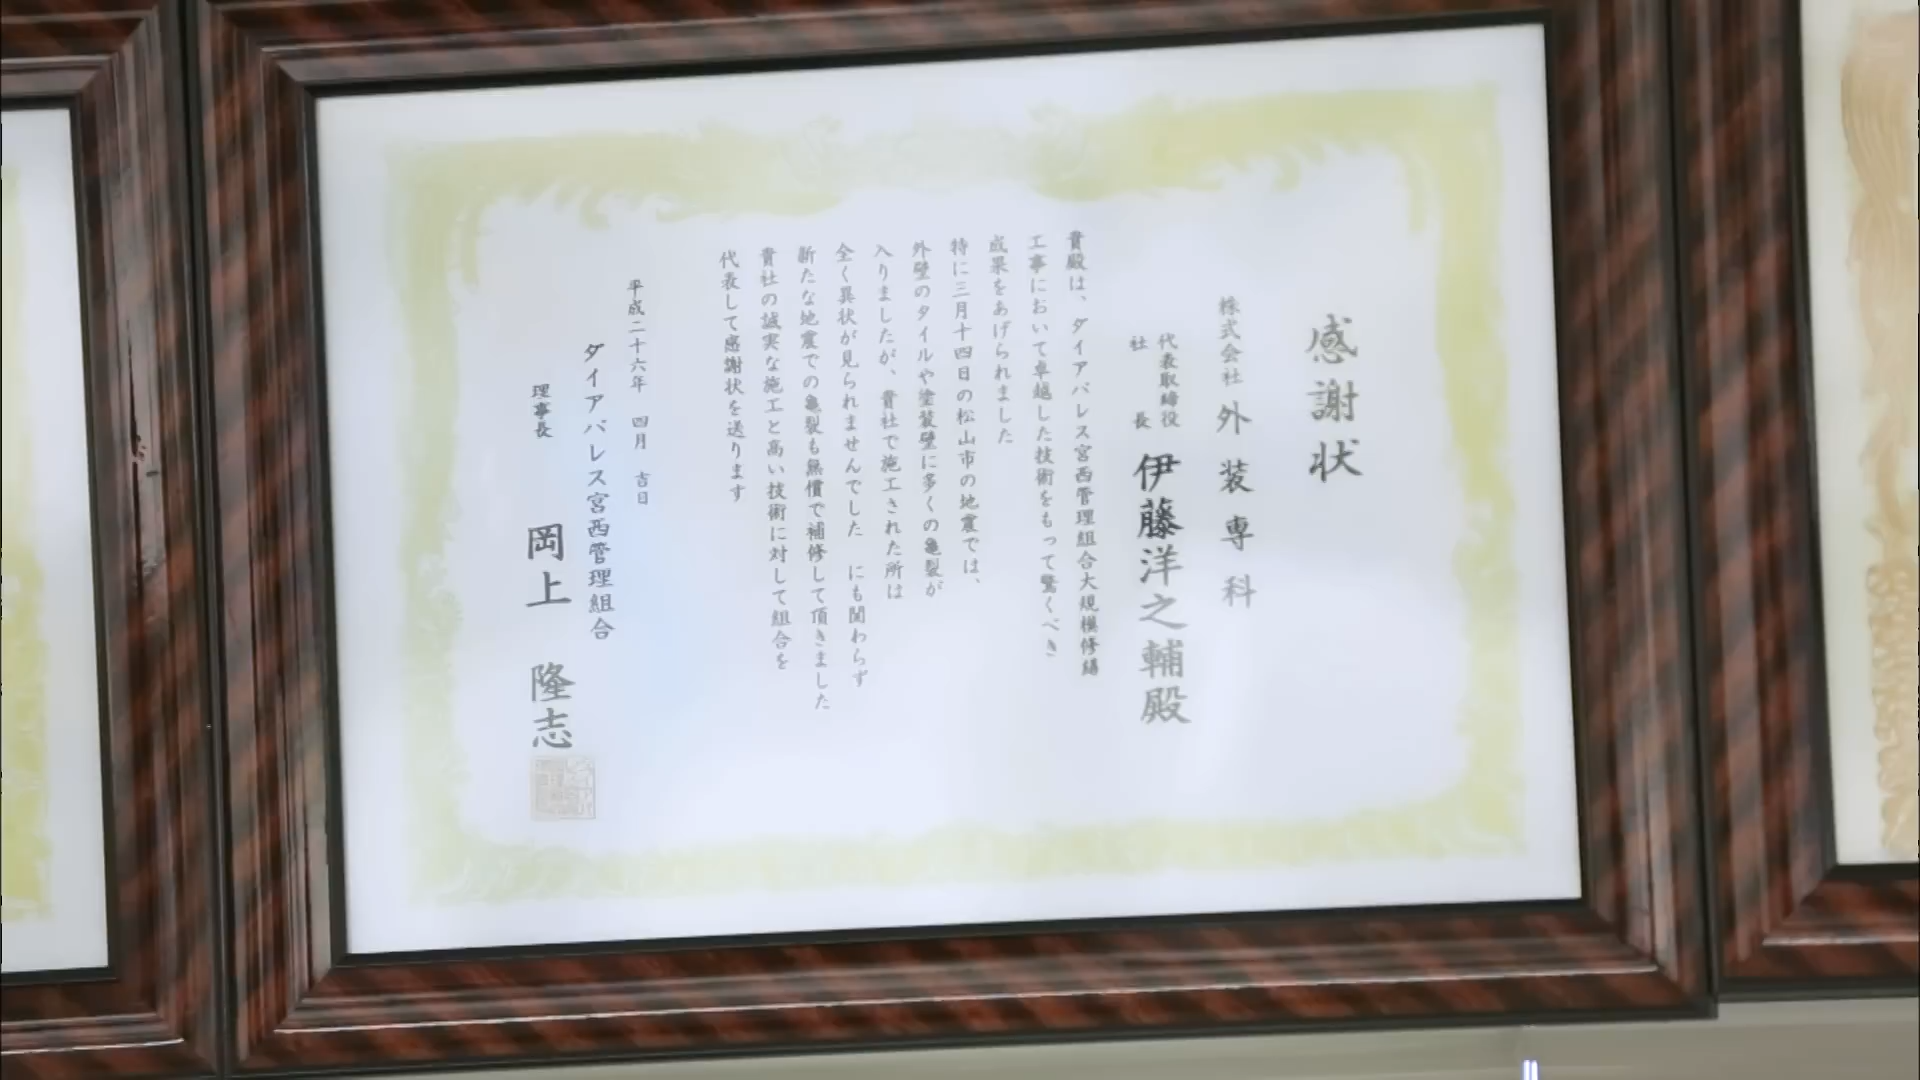 感謝状
株式会社 外装専科
代表取締役
社長 伊藤洋之輔殿
貴殿は、ダイアパレス宮西管理組合大規模修繕
工事において卓越した技術をもって驚くべき
成果をあげられました
特に三月十四日の松山市の地震では、
外壁のタイルや塗装壁に多くの亀裂が
入りましたが、貴社で施工された所は
全く異状が見られませんでした にも関わらず
新たな地震での亀裂も無償で補修して頂きました
貴社の誠実な施工と高い技術に対して組合を
代表して感謝状を送ります
平成二十六年 四月 吉日
ダイアパレス宮西管理組合
理事長 岡上 隆志